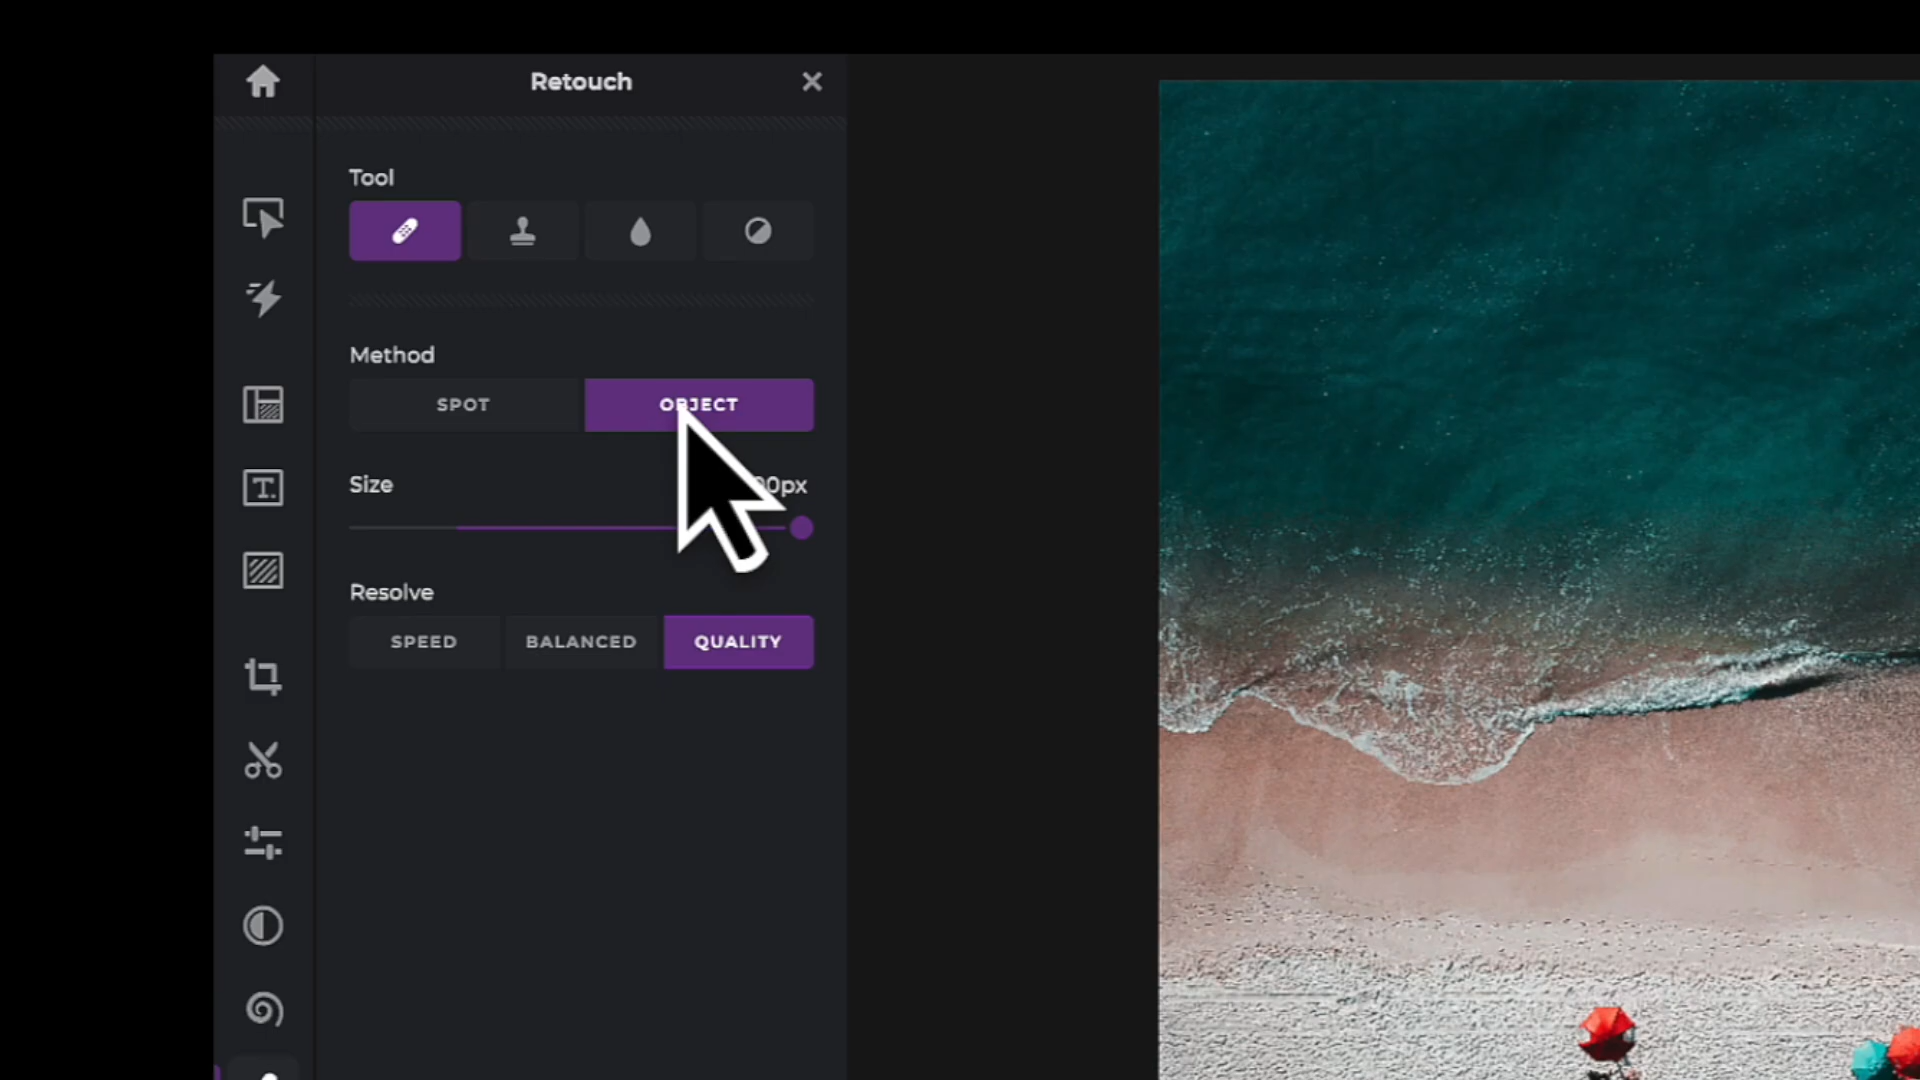 Retouch
Tool
Method
SPOT
OBJECT
Size
Resolve
SPEED
BALANCED
QUALITY
T.